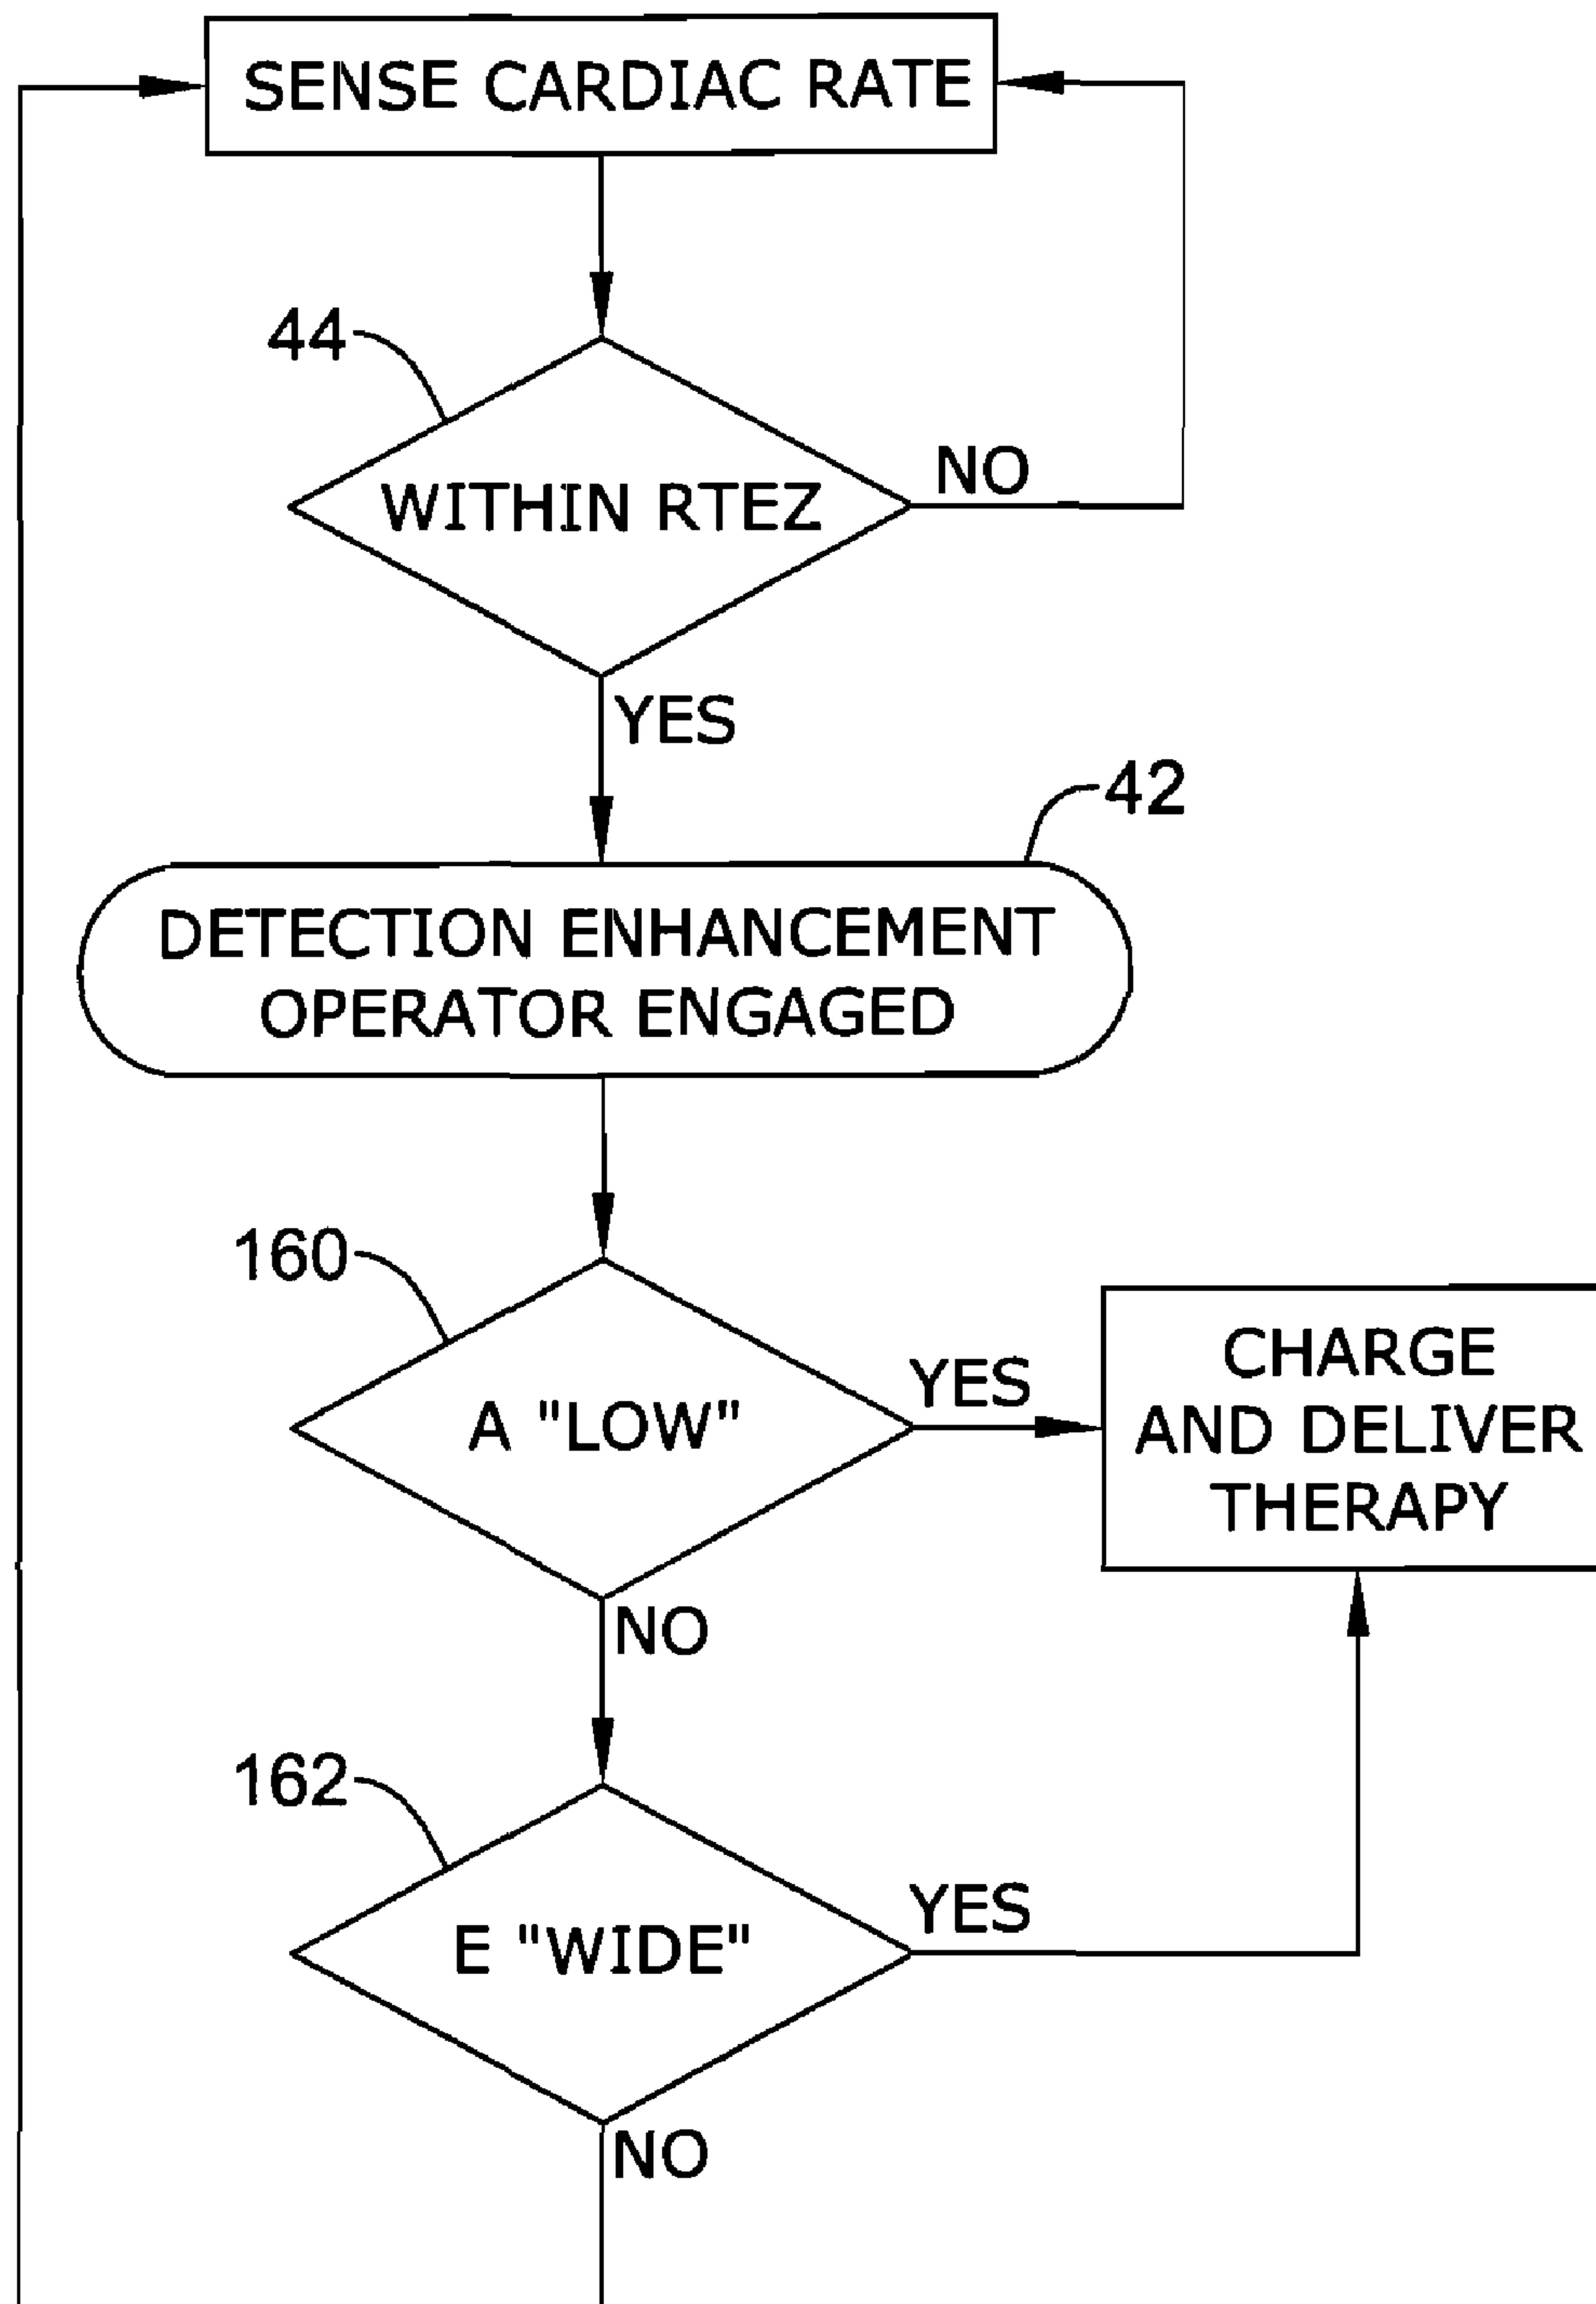 SENSE CARDIAC RATE
44
WITHIN RTEZ
NO
YES
42
DETECTION ENHANCEMENT
OPERATOR ENGAGED
160
A "LOW"
YES
CHARGE
AND DELIVER
THERAPY
NO
162
E "WIDE"
YES
NO